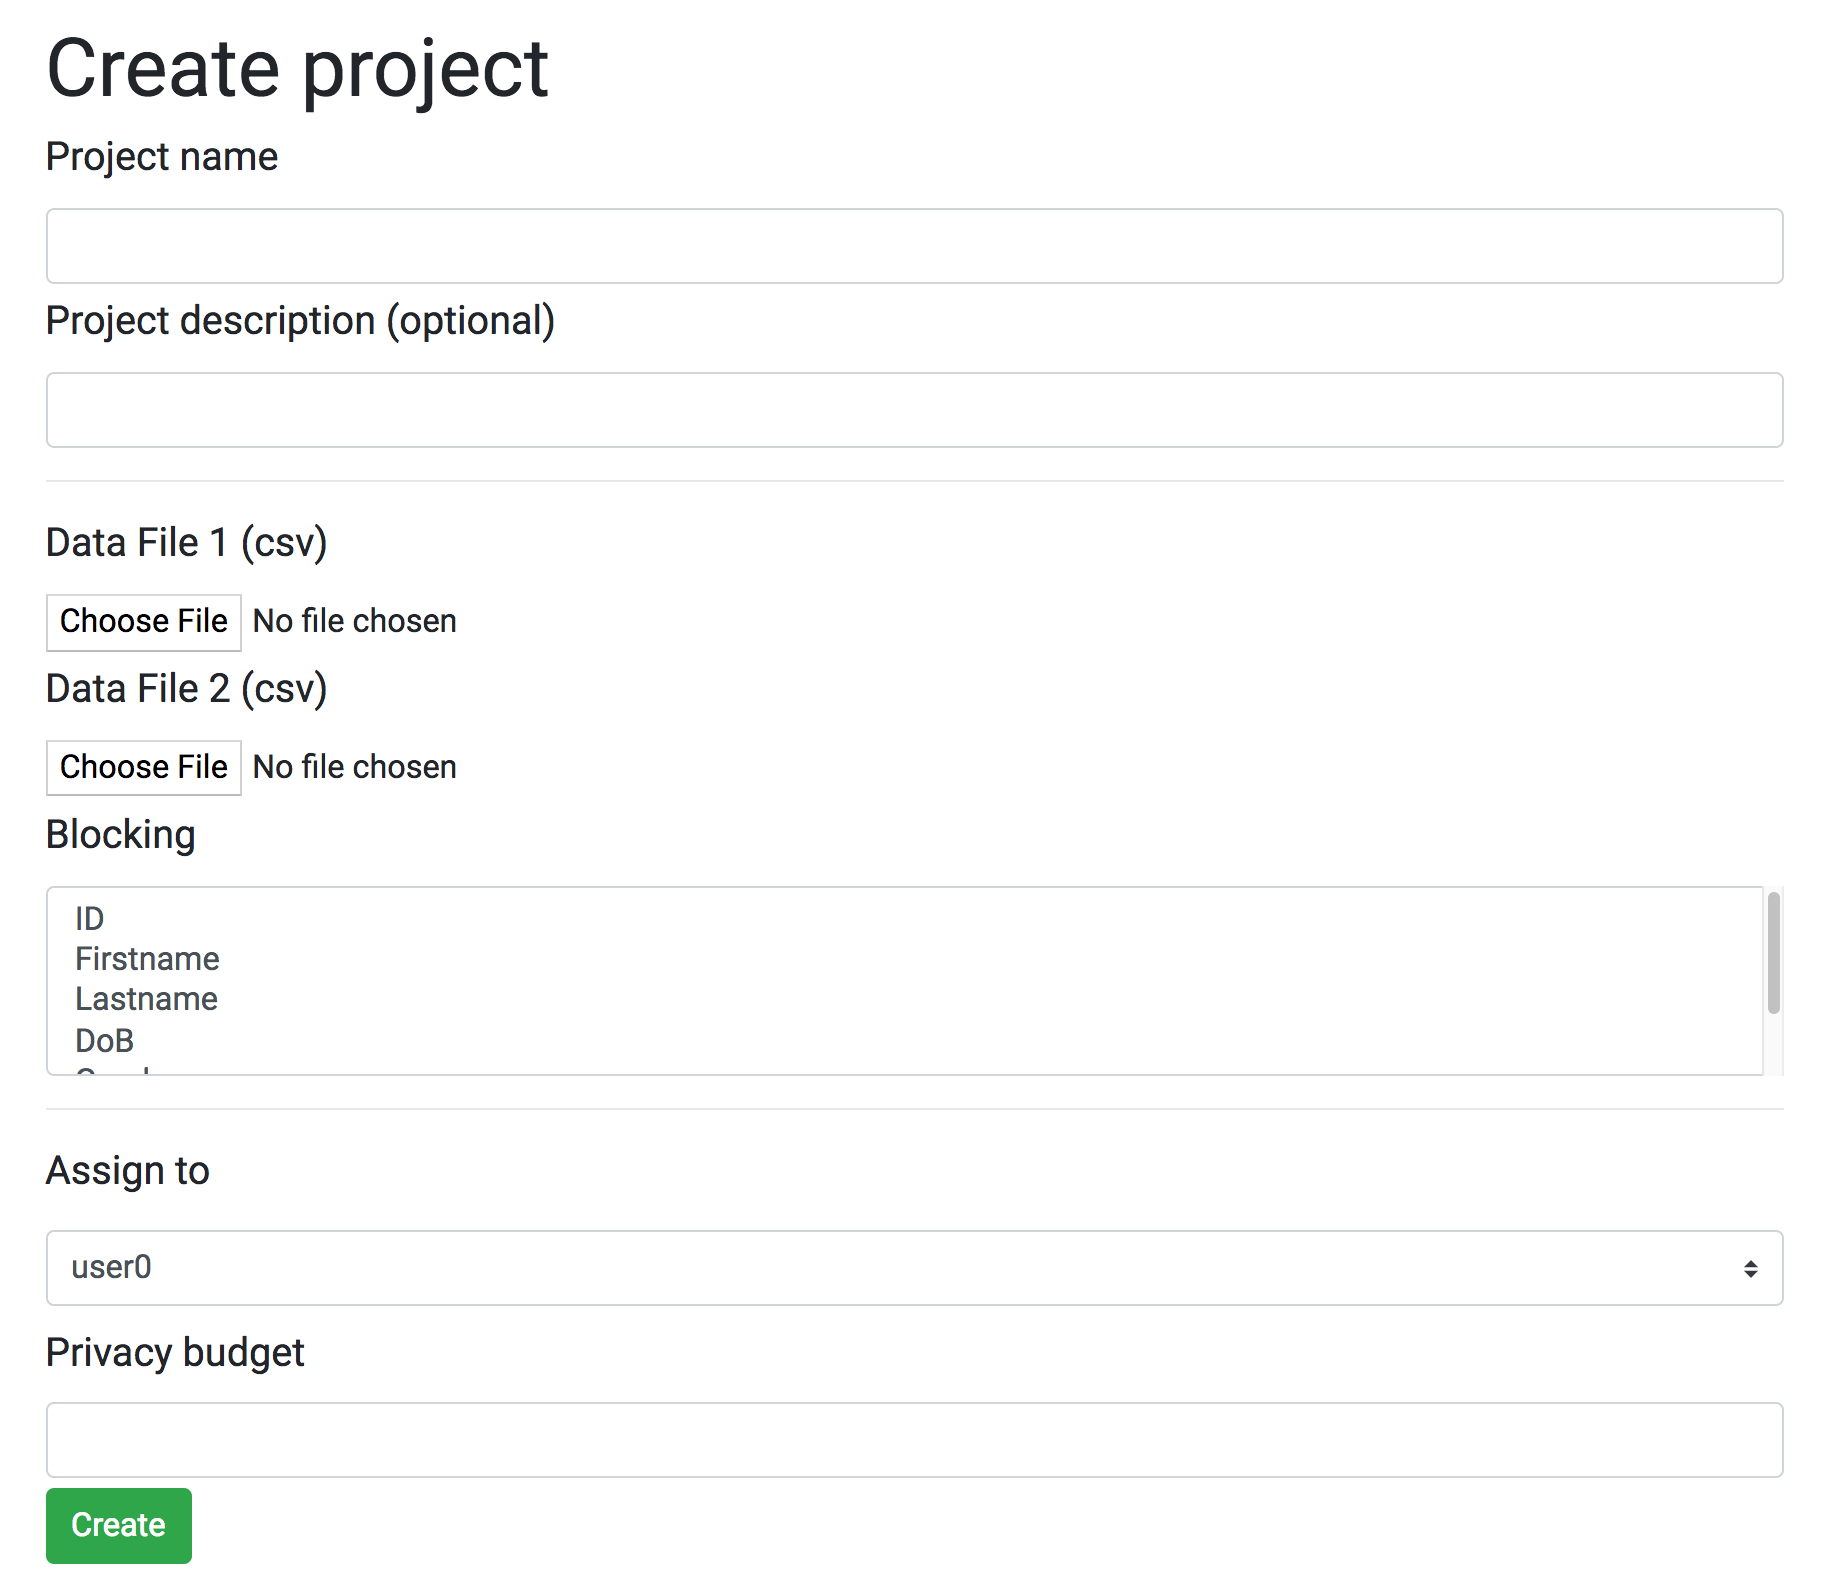 Create project
Project name
Project description (optional)
Data File 1 (csv)
Choose File No file chosen
Data File 2 (csv)
Choose File No file chosen
Blocking
ID
Firstname
Lastname
DoB
Assign to
user0
Privacy budget
Create